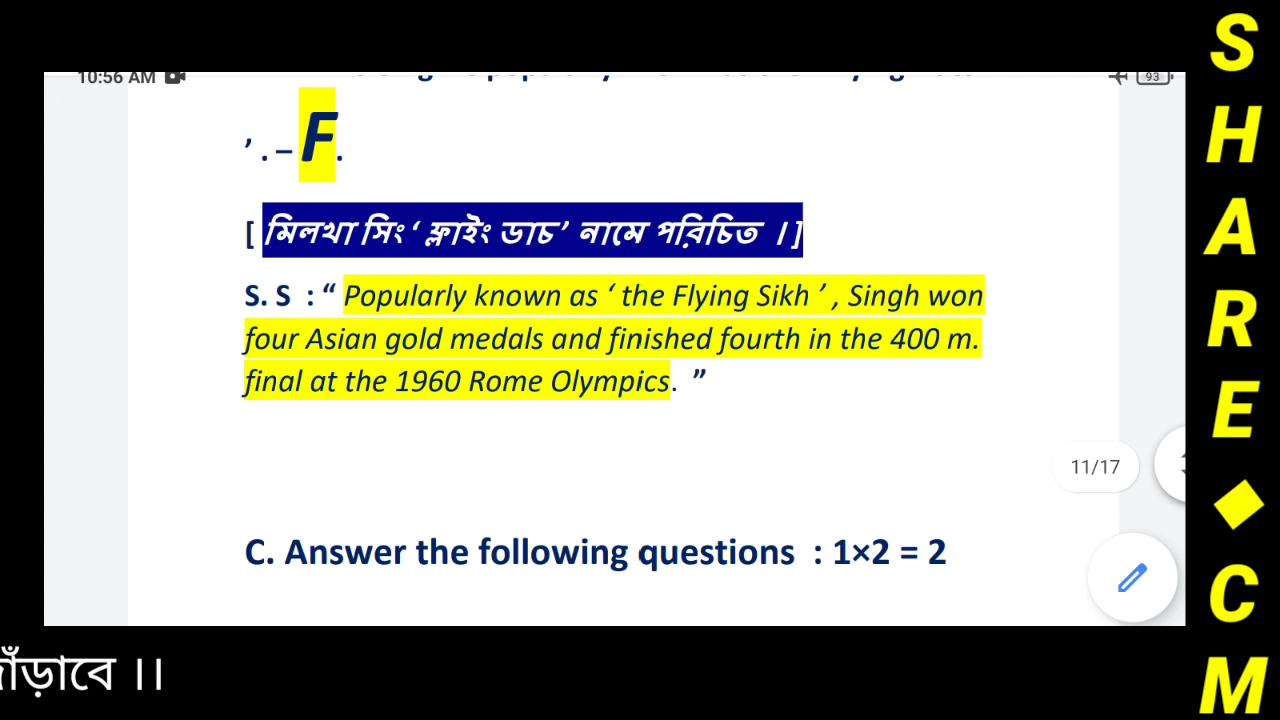 10:56 AM
93
’ . – F.
[ মিলখা সিং ‘ ফ্লাইং ডাচ’ নামে পরিচিত ।]
S. S : “ Popularly known as ‘ the Flying Sikh ’ , Singh won
four Asian gold medals and finished fourth in the 400 m.
final at the 1960 Rome Olympics. ”
11/17
C. Answer the following questions : 1×2 = 2
SHARE◆CM